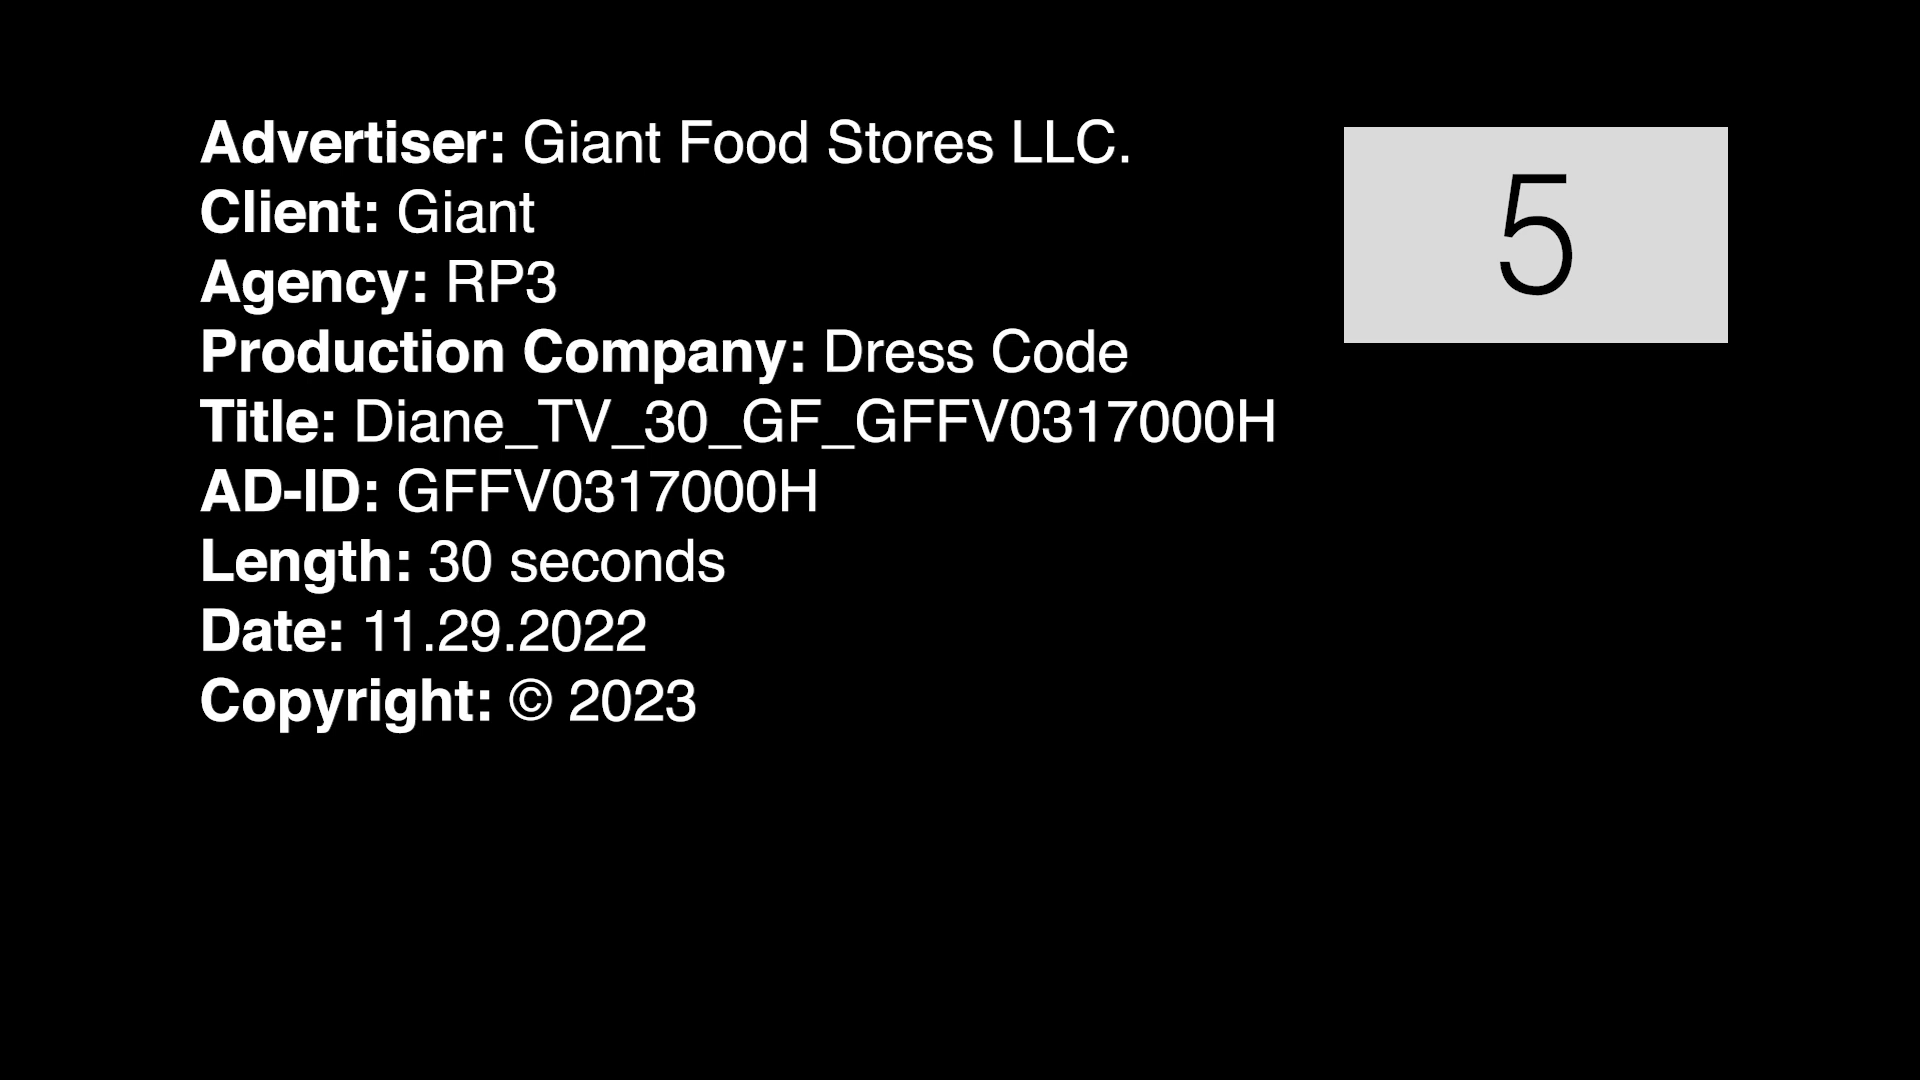 Advertiser: Giant Food Stores LLC.
Client: Giant
Agency: RP3
Production Company: Dress Code
Title: Diane_TV_30_GF_GFFV0317000H
AD-ID: GFFV0317000H
Length: 30 seconds
Date: 11.29.2022
Copyright: © 2023
5